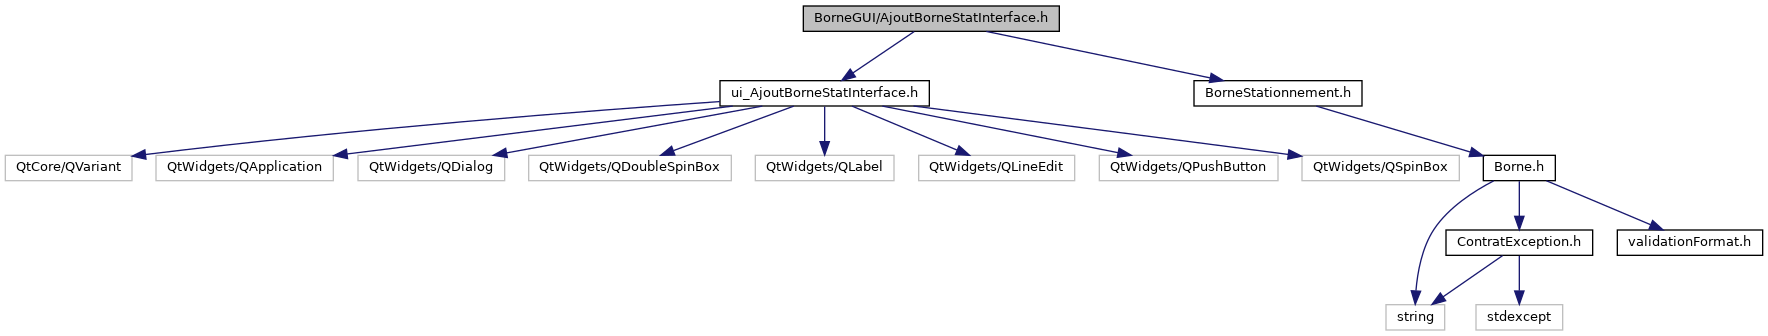 BorneGUI/AjoutBorneStatInterface.h
ui_AjoutBorneStatInterface.h
BorneStationnement.h
QtCore/QVariant
QtWidgets/QApplication
QtWidgets/QDialog
QtWidgets/QDoubleSpinBox
QtWidgets/QLabel
QtWidgets/QLineEdit
QtWidgets/QPushButton
QtWidgets/QSpinBox
Borne.h
ContratException.h
validationFormat.h
string
stdexcept